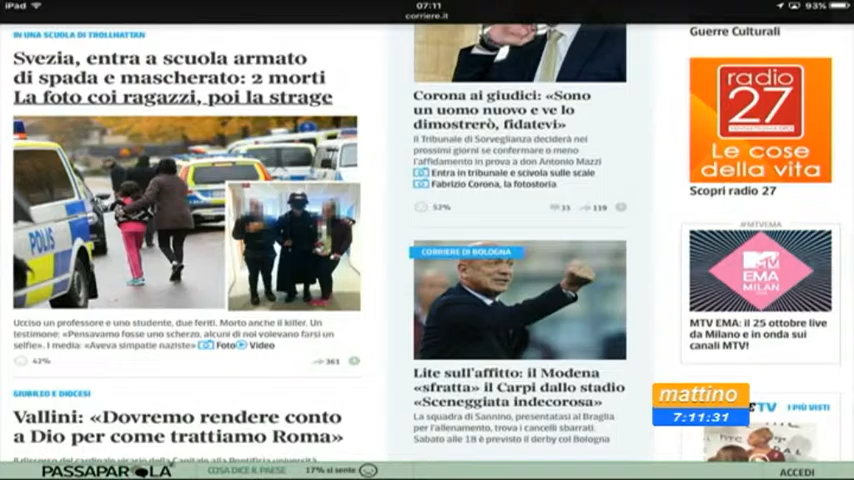 iPad
07:11
93%
corriere.it
IN UNA SCUOLA DI TROLLHATTAN
Svezia, entra a scuola armato
di spada e mascherato: 2 morti
La foto coi ragazzi, poi la strage
POLIS
Ucciso un professore e uno studente, due feriti. Morto anche il killer. Un
testimone: «Pensavamo fosse uno scherzo, alcuni di noi volevano farsi un
selfie». I media: «Aveva simpatie naziste» Foto Video
42%
361
GIUBILEO E DIOCESI
Vallini: «Dovremo rendere conto
a Dio per come trattiamo Roma»
Corona ai giudici: «Sono
un uomo nuovo e ve lo
dimostrerò, fidatevi»
Il Tribunale di Sorveglianza deciderà nei
prossimi giorni se confermare o meno
l'affidamento in prova a don Antonio Mazzi
Entra in tribunale e scivola sulle scale
Fabrizio Corona, la fotostoria
52%
33
119
CORRIERE DI BOLOGNA
Lite sull'affitto: il Modena
«sfratta» il Carpi dallo stadio
«Sceneggiata indecorosa»
La squadra di Sannino, presentatasi al Braglia
per l'allenamento, trova i cancelli sbarrati.
Sabato alle 18 è previsto il derby col Bologna
Guerre Culturali
radio
27
Le cose
della vita
Scopri radio 27
#MTVEMA
MTV
EMA
MILAN
MTV EMA: il 25 ottobre live
da Milano e in onda sui
canali MTV!
mattino
7:11:31
TV I PIÙ VISTI
PASSAPAROLA
COSA DICE IL PAESE
17% si sente
ACCEDI